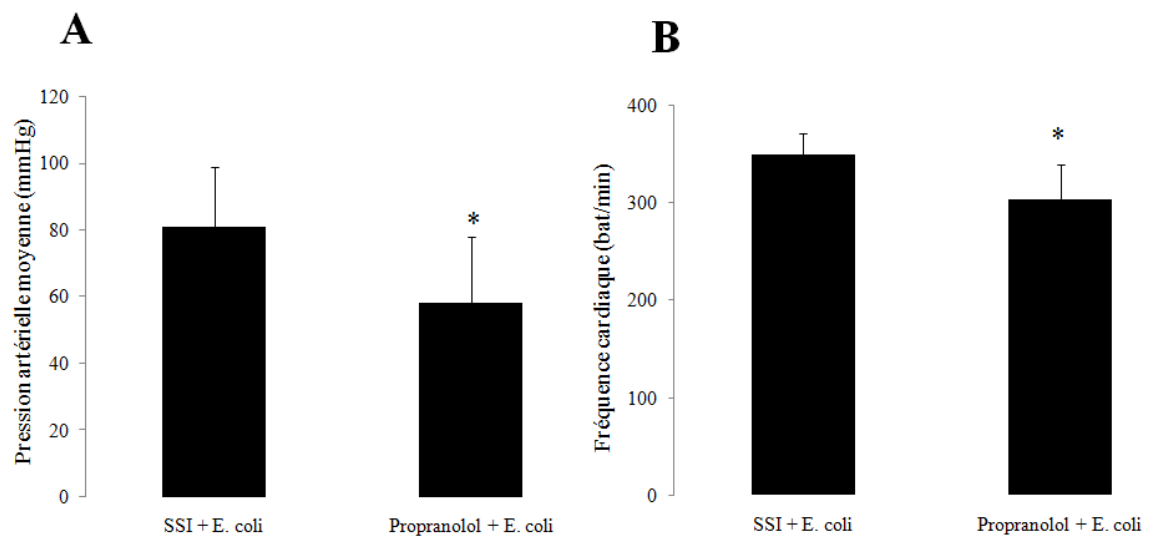 A
Pression artérielle moyenne (mmHg)
120
100
80
60
40
20
0
*
SSI + E. coli
Propranolol + E. coli
B
Fréquence cardiaque (bat/min)
400
300
200
100
0
*
SSI + E. coli
Propranolol + E. coli